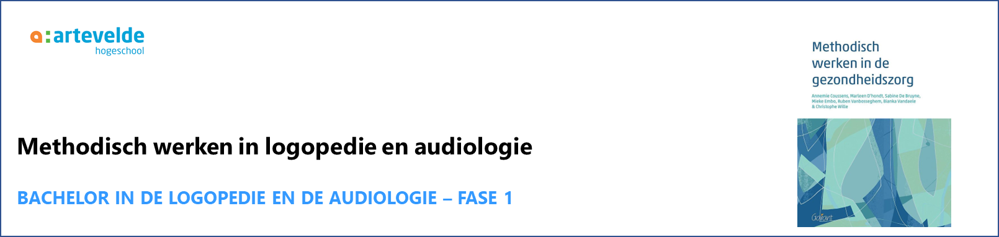 a:artevelde
hogeschool
Methodisch
werken in de
gezondheidszorg
Annemie Coussens, Marleen D'hondt, Sabine De Bruyne,
Mieke Embo, Ruben Vanbosseghem, Bianka Vandaele
& Christophe Wille
Methodisch werken in logopedie en audiologie
BACHELOR IN DE LOGOPEDIE EN DE AUDIOLOGIE – FASE 1
Gompel